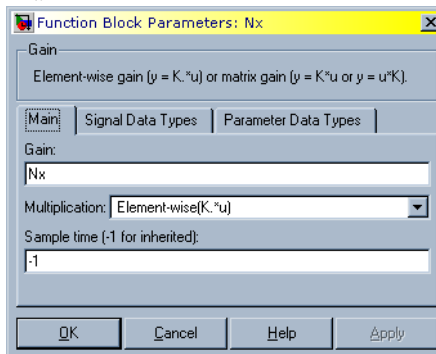 Function Block Parameters: Nx
Gain
Element-wise gain (y = K.*u) or matrix gain (y = K*u or y = u*K).
Main Signal Data Types Parameter Data Types
Gain:
Nx
Multiplication: Element-wise(K.*u)
Sample time (-1 for inherited):
-1
OK Cancel Help Apply